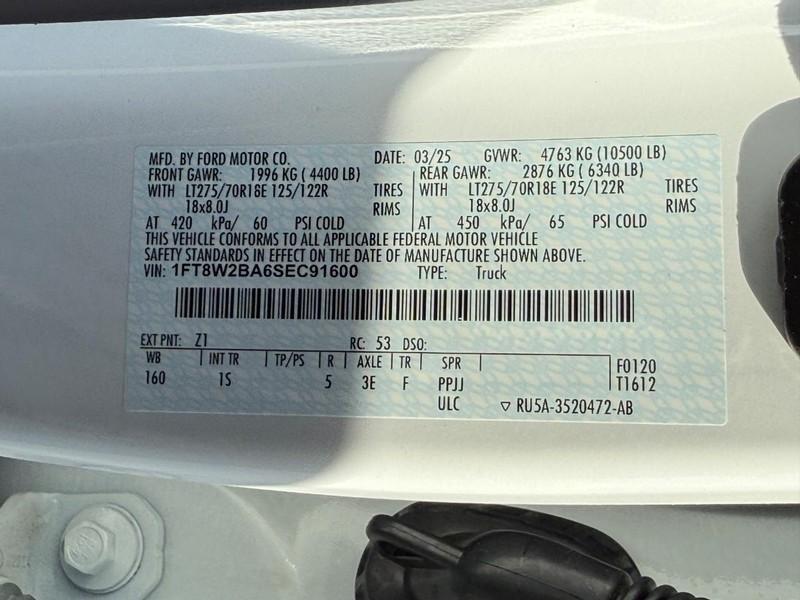 MFD. BY FORD MOTOR CO. DATE: 03/25 GVWR: 4763 KG (10500 LB)
FRONT GAWR: 1996 KG ( 4400 LB) REAR GAWR: 2876 KG ( 6340 LB)
WITH LT275/70R18E 125/122R TIRES WITH LT275/70R18E 125/122R TIRES
18x8.0J RIMS 18x8.0J RIMS
AT 420 kPa/ 60 PSI COLD AT 450 kPa/ 65 PSI COLD
THIS VEHICLE CONFORMS TO ALL APPLICABLE FEDERAL MOTOR VEHICLE
SAFETY STANDARDS IN EFFECT ON THE DATE OF MANUFACTURE SHOWN ABOVE.
VIN: 1FT8W2BA6SEC91600 TYPE: Truck
EXT PNT: Z1 RC: 53 DSO:
WB INT TR TP/PS R AXLE TR SPR F0120
160 1S 5 3E F PPJJ T1612
ULC ▽ RU5A-3520472-AB